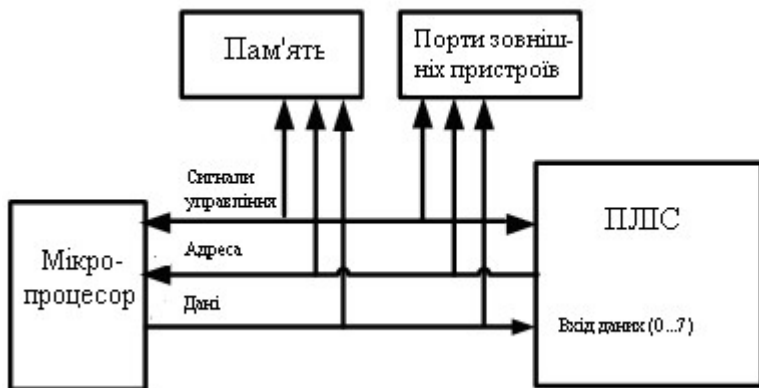 Пам'ять
Порти зовніш-
ніх пристроїв
Сигнали
управління
ПЛІС
Мікро-
процесор
Адреса
Дані
Вхід даних (0...7)